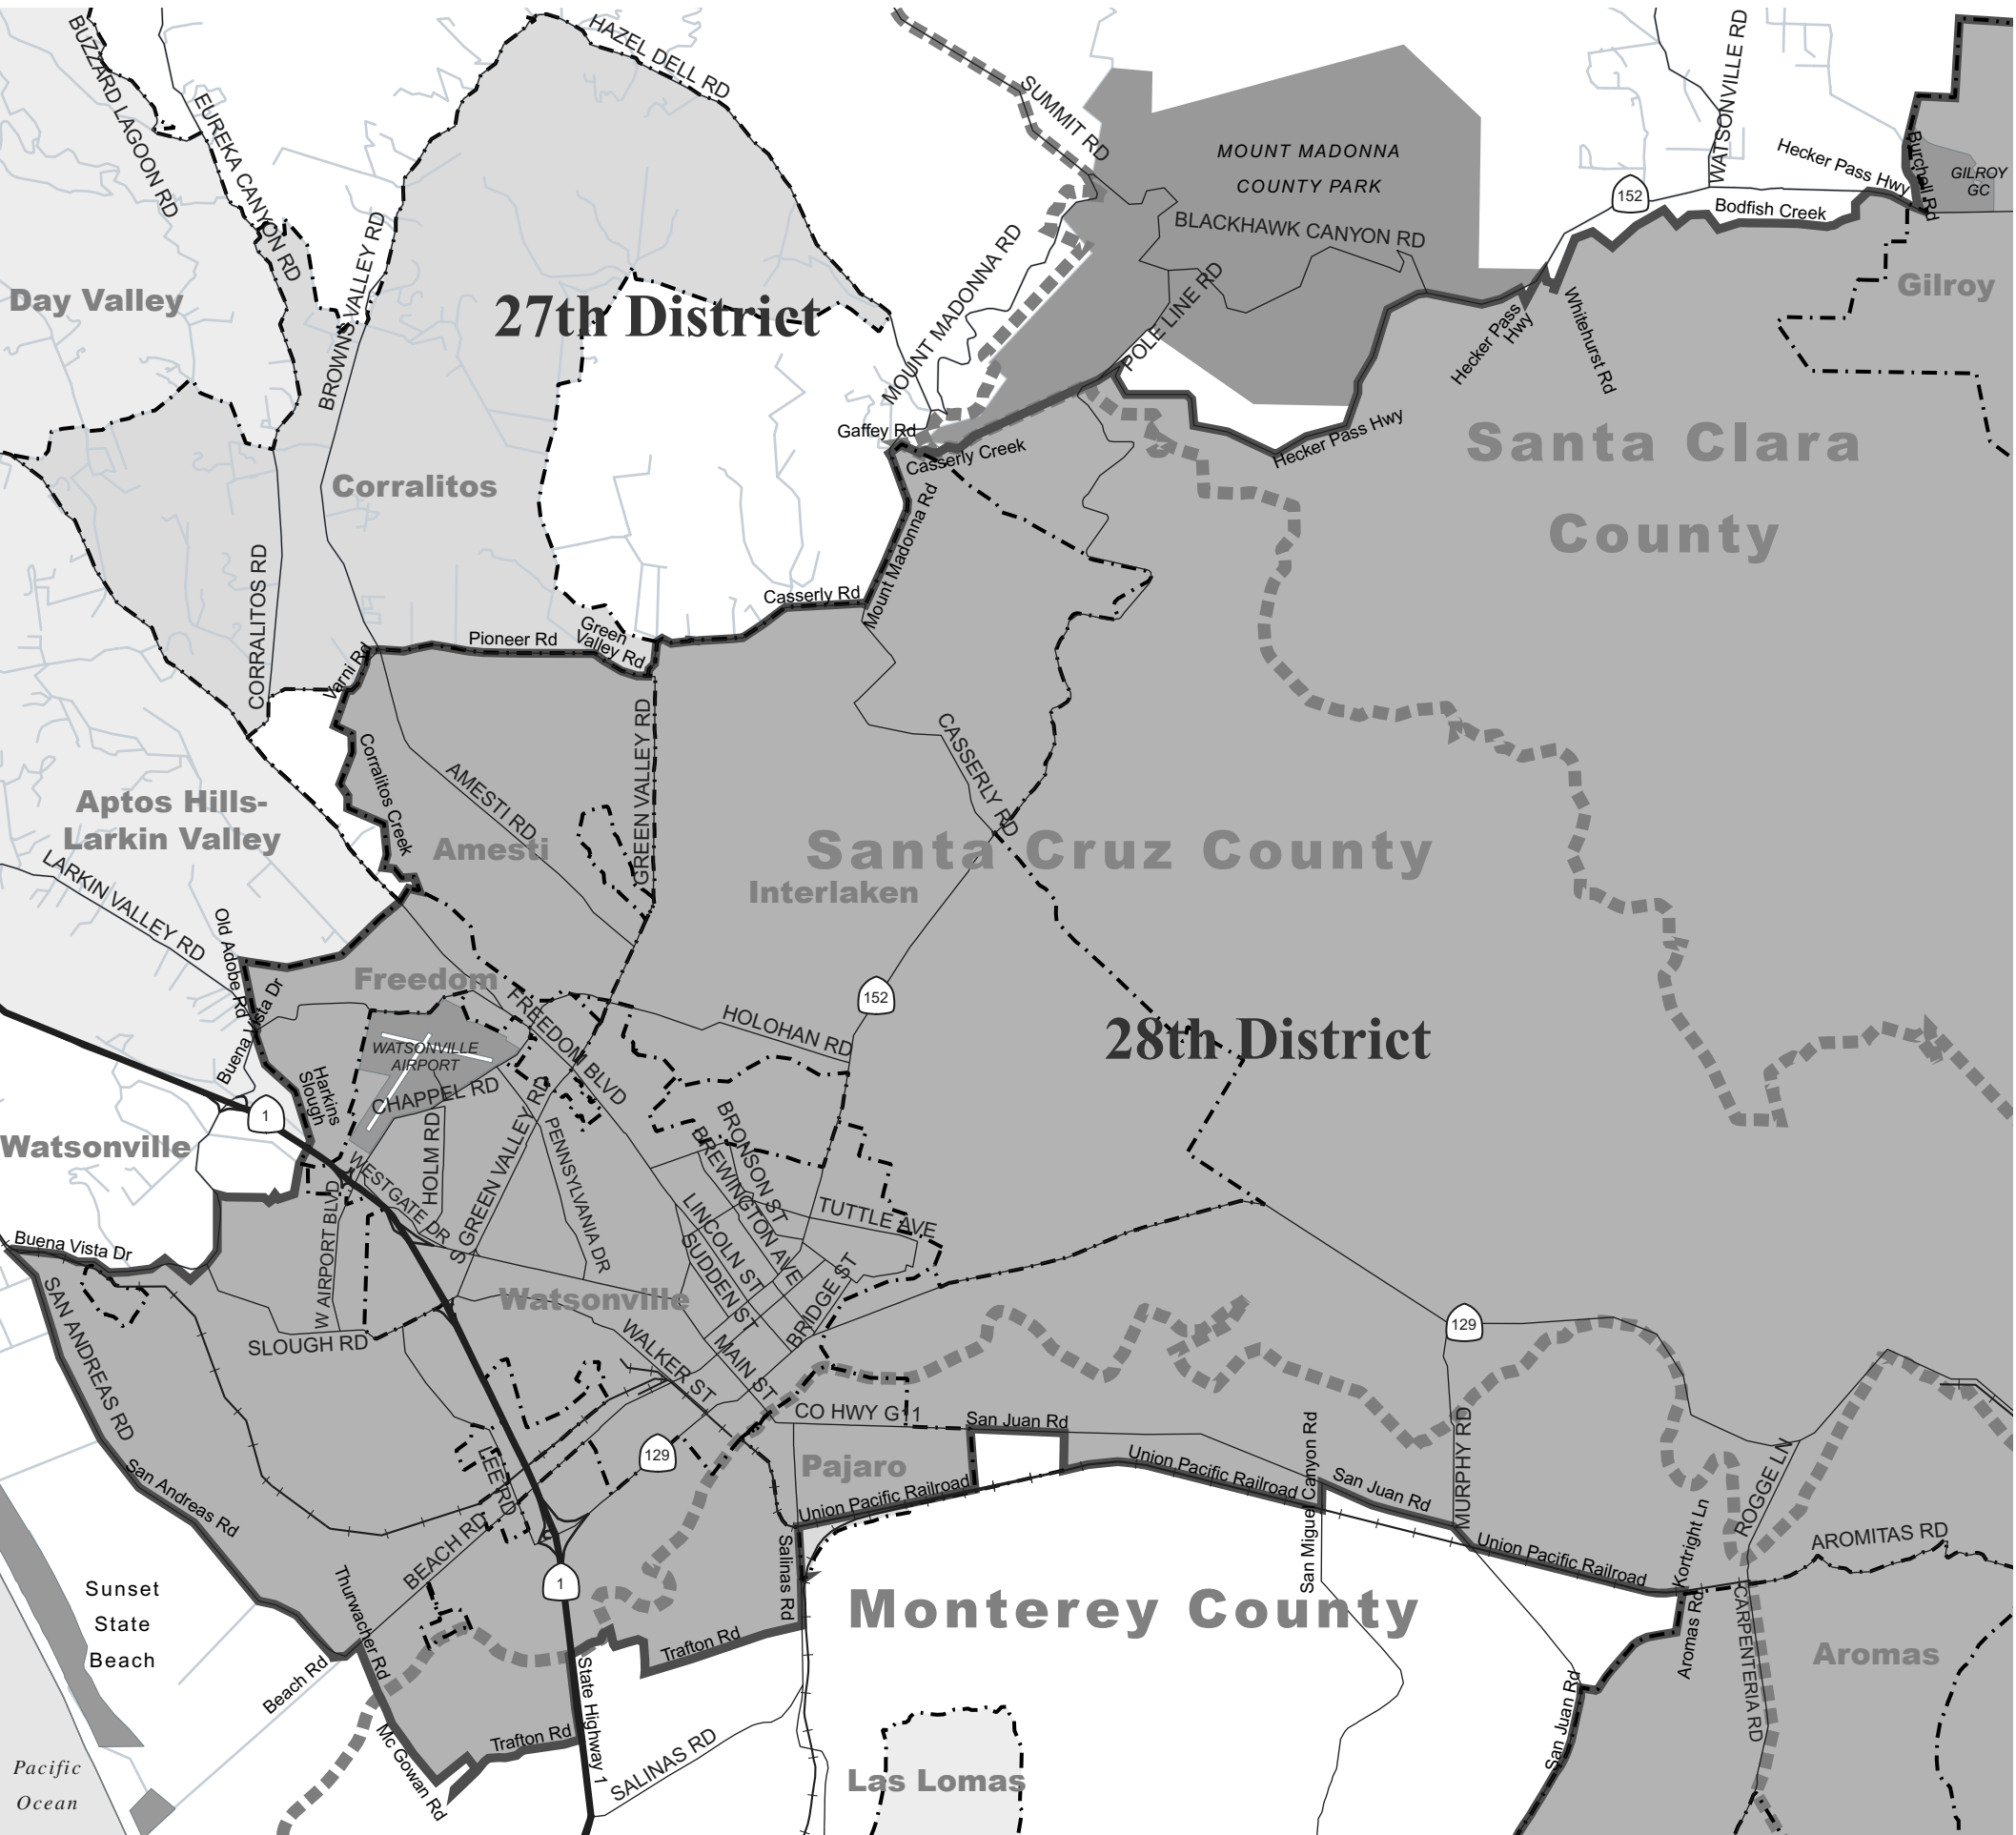 BUZZARD LAGOON RD
EUREKA CANYON RD
HAZEL DELL RD
SUMMIT RD
WATSONVILLE RD
MOUNT MADONNA
COUNTY PARK
Hecker Pass Hwy
Burchell Rd
GILROY
GC
152
Bodfish Creek
BLACKHAWK CANYON RD
BROWNS VALLEY RD
MOUNT MADONNA RD
POLE LINE RD
Day Valley
27th District
Gilroy
Hecker Pass
Hwy
Whitehurst Rd
Gaffey Rd
Casserly Creek
Hecker Pass Hwy
Santa Clara
County
Corralitos
CORRALITOS RD
Mount Madonna Rd
Casserly Rd
Pioneer Rd
Green
Valley Rd
Varni Rd
Corralitos Creek
AMESTI RD
GREEN VALLEY RD
CASSERLY RD
Aptos Hills-
Larkin Valley
Amesti
Santa Cruz County
Interlaken
LARKIN VALLEY RD
Old Adobe Rd
Buena Vista Dr
Freedom
FREEDOM BLVD
HOLOHAN RD
152
28th District
WATSONVILLE
AIRPORT
CHAPPEL RD
Harkins
Slough
1
Watsonville
HOLM RD
WESTGATE DR
S GREEN VALLEY RD
PENNSYLVANIA DR
BRONSON ST
BREWINGTON AVE
LINCOLN ST
SUDDEN ST
TUTTLE AVE
BRIDGE ST
Buena Vista Dr
W AIRPORT BLVD
Watsonville
SLOUGH RD
SAN ANDREAS RD
WALKER ST
MAIN ST
129
CO HWY G11
San Juan Rd
Pajaro
129
LEE RD
San Andreas Rd
BEACH RD
Union Pacific Railroad
Union Pacific Railroad
San Miguel Canyon Rd
San Juan Rd
MURPHY RD
Union Pacific Railroad
Kortright Ln
ROGGE LN
AROMITAS RD
Salinas Rd
1
Sunset
State
Beach
Thurwacher Rd
Monterey County
Trafton Rd
Aromas Rd
CARPENTERIA RD
Aromas
Beach Rd
State Highway 1
San Juan Rd
Mc Gowan Rd
Trafton Rd
SALINAS RD
Las Lomas
Pacific
Ocean